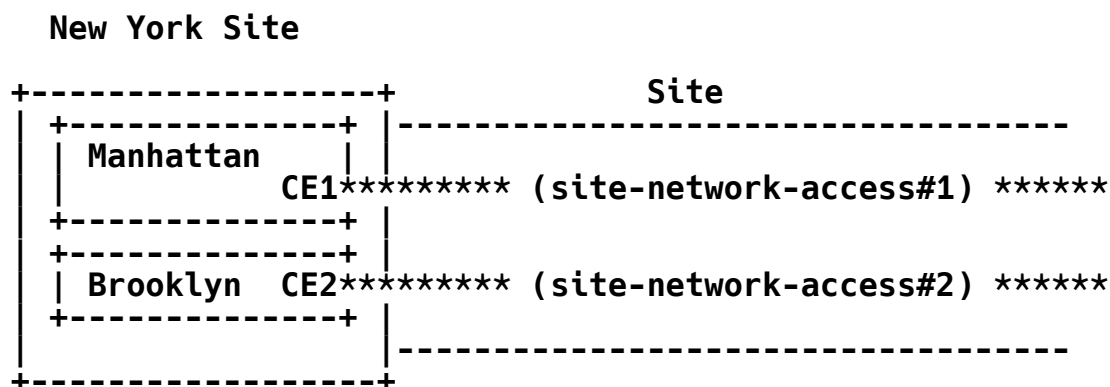 New York Site
+------------------+             Site
|  +--------------+ |-----------------------------------
|  | Manhattan    | |
|  |           CE1********* (site-network-access#1) ******
|  +--------------+ |
|  +--------------+ |
|  | Brooklyn  CE2********* (site-network-access#2) ******
|  +--------------+ |
|                   |-----------------------------------
+------------------+